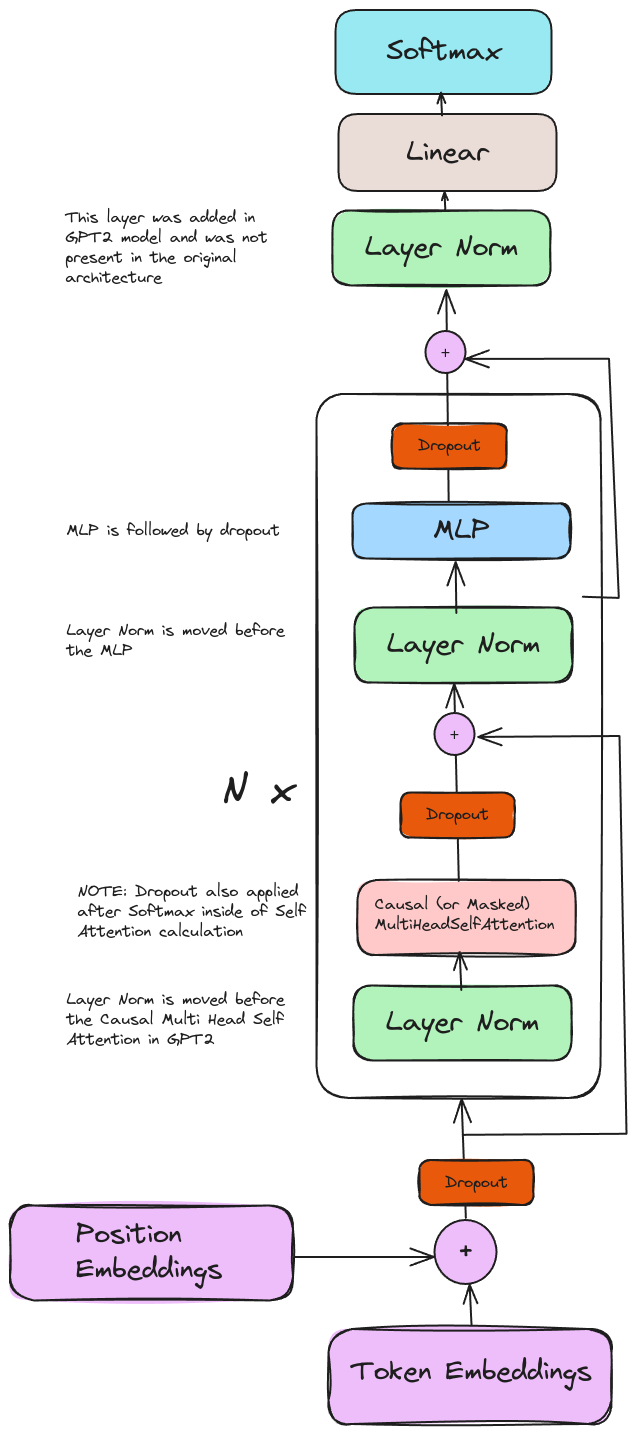 Softmax
Linear
This layer was added in
GPT2 model and was not
present in the original
architecture
Layer Norm
+
Dropout
MLP is followed by dropout
MLP
Layer Norm is moved before
the MLP
Layer Norm
+
N x
Dropout
NOTE: Dropout also applied
after Softmax inside of Self
Attention calculation
Causal (or Masked)
MultiHeadSelfAttention
Layer Norm is moved before
the Causal Multi Head Self
Attention in GPT2
Layer Norm
Dropout
Position
Embeddings
+
Token Embeddings